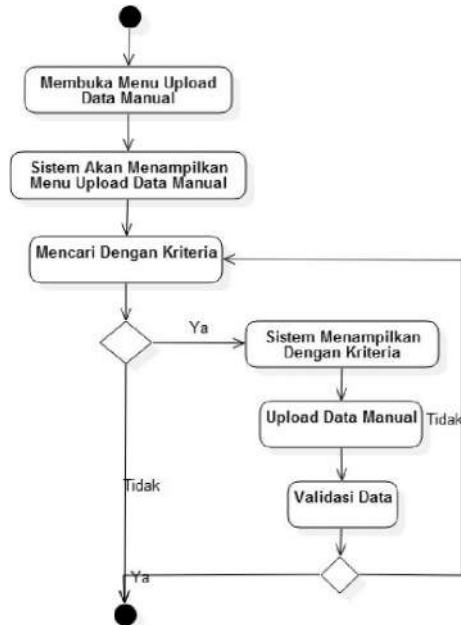 Membuka Menu Upload
Data Manual
Sistem Akan Menampilkan
Menu Upload Data Manual
Mencari Dengan Kriteria
Ya
Sistem Menampilkan
Dengan Kriteria
Upload Data Manual
Tidak
Validasi Data
Tidak
Ya